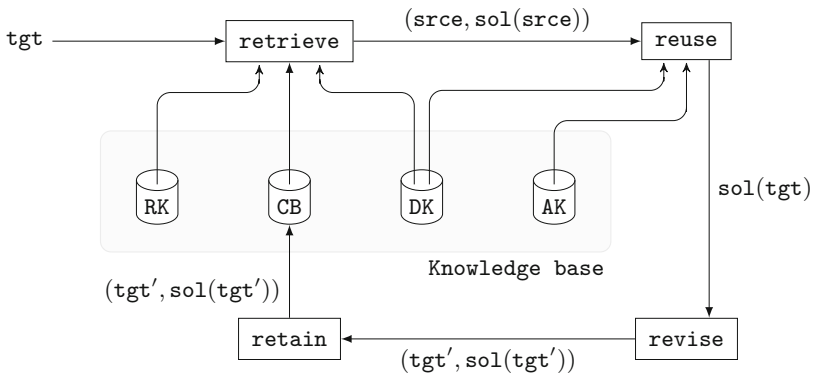 (srce, sol(srce))
tgt
retrieve
reuse
sol(tgt)
RK
CB
DK
AK
Knowledge base
(tgt′, sol(tgt′))
retain
revise
(tgt′, sol(tgt′))